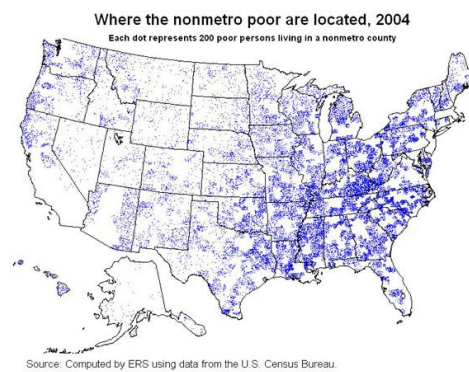 Where the nonmetro poor are located, 2004
Each dot represents 200 poor persons living in a nonmetro county
Source: Computed by ERS using data from the U.S. Census Bureau.